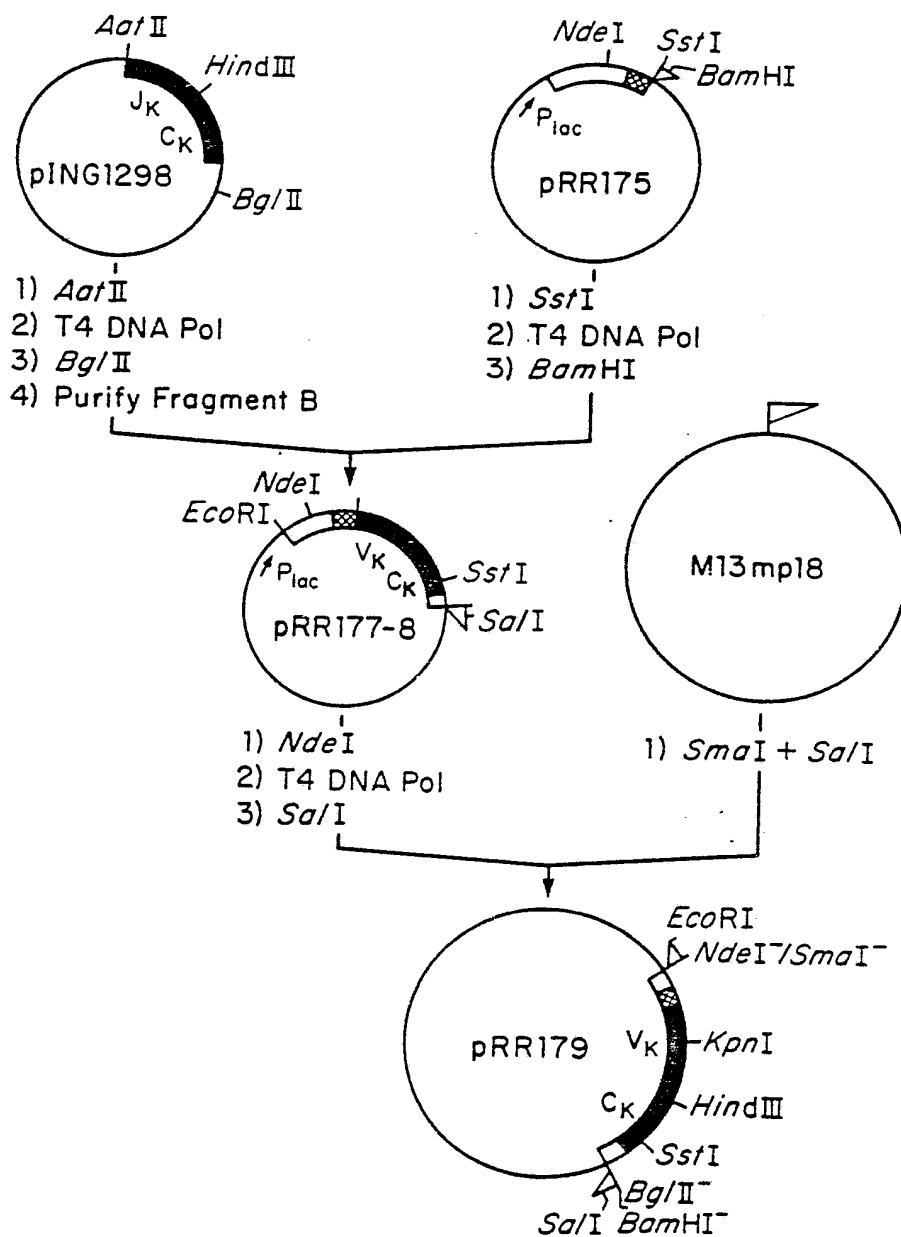 AatII
HindIII
JK
CK
pING1298
BglII
1) AatII
2) T4 DNA Pol
3) BglII
4) Purify Fragment B
NdeI
SstI
BamHI
Plac
pRR175
1) SstI
2) T4 DNA Pol
3) BamHI
NdeI
EcoRI
Plac
VK
CK
SstI
SalI
pRR177-8
1) NdeI
2) T4 DNA Pol
3) SalI
M13mp18
1) SmaI + SalI
EcoRI
NdeI⁻/SmaI⁻
pRR179
VK
KpnI
CK
HindIII
SstI
BglII⁻
SalI BamHI⁻